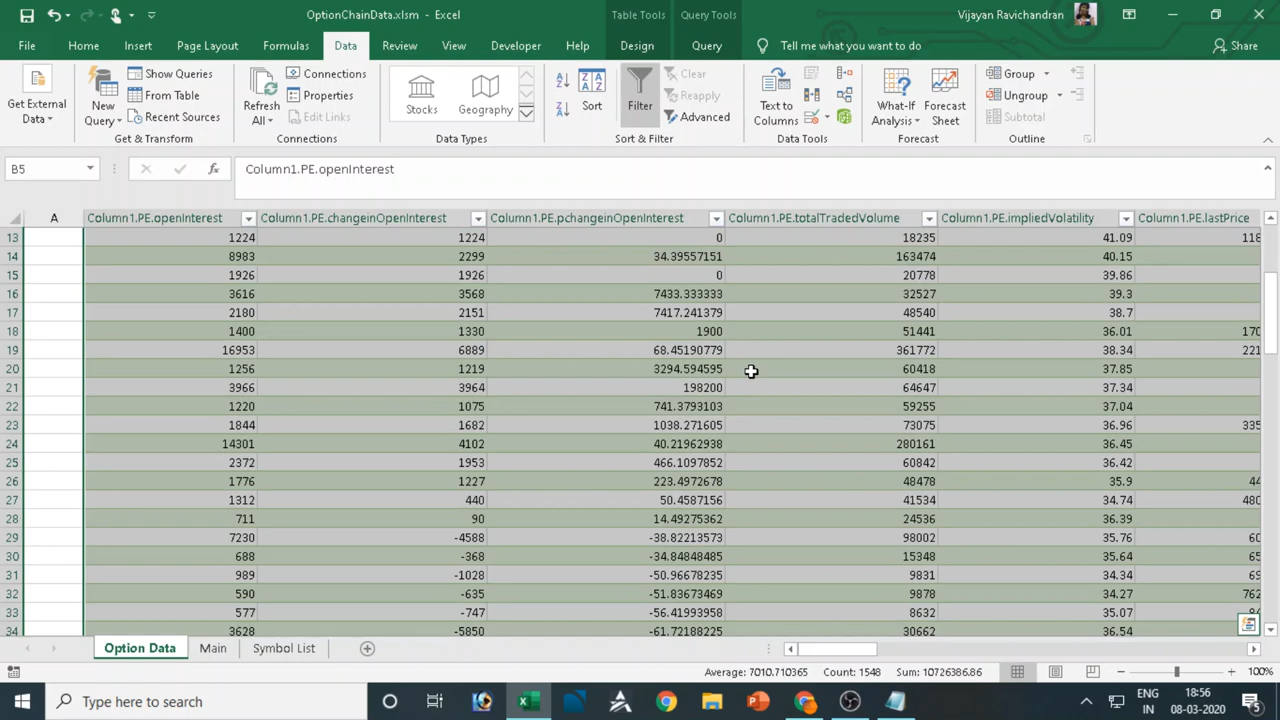 OptionChainData.xlsm - Excel
Table Tools
Query Tools
Vijayan Ravichandran
File Home Insert Page Layout Formulas Data Review View Developer Help Design Query Tell me what you want to do Share
Get External Data
New Query
Show Queries
From Table
Recent Sources
Get & Transform
Refresh All
Connections
Properties
Edit Links
Connections
Stocks
Geography
Data Types
Sort
Filter
Clear
Reapply
Advanced
Sort & Filter
Text to Columns
Data Tools
What-If Analysis
Forecast Sheet
Forecast
Group
Ungroup
Subtotal
Outline
B5
fx
Column1.PE.openInterest
A Column1.PE.openInterest Column1.PE.changeinOpenInterest Column1.PE.pchangeinOpenInterest Column1.PE.totalTradedVolume Column1.PE.impliedVolatility Column1.PE.lastPrice
13 1224 1224 0 18235 41.09 118
14 8983 2299 34.39557151 163474 40.15
15 1926 1926 0 20778 39.86
16 3616 3568 7433.333333 32527 39.3
17 2180 2151 7417.241379 48540 38.7
18 1400 1330 1900 51441 36.01 170
19 16953 6889 68.45190779 361772 38.34 221
20 1256 1219 3294.594595 60418 37.85
21 3966 3964 198200 64647 37.34
22 1220 1075 741.3793103 59255 37.04
23 1844 1682 1038.271605 73075 36.96 335
24 14301 4102 40.21962938 280161 36.45
25 2372 1953 466.1097852 60842 36.42
26 1776 1227 223.4972678 48478 35.9 44
27 1312 440 50.4587156 41534 34.74 480
28 711 90 14.49275362 24536 36.39
29 7230 -4588 -38.82213573 98002 35.76 60
30 688 -368 -34.84848485 15348 35.64 65
31 989 -1028 -50.96678235 9831 34.34 69
32 590 -635 -51.83673469 9878 34.27 762
33 577 -747 -56.41993958 8632 35.07
34 3628 -5850 -61.72188225 30662 36.54
Option Data Main Symbol List
Average: 7010.710365 Count: 1548 Sum: 10726386.86 100%
Type here to search
ENG
IN
18:56
08-03-2020
5